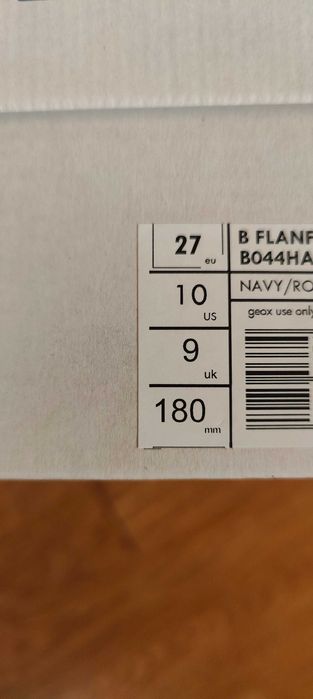 27 eu
10 US
9 uk
180 mm
B FLANF
B044HA
NAVY/RO
geox use only